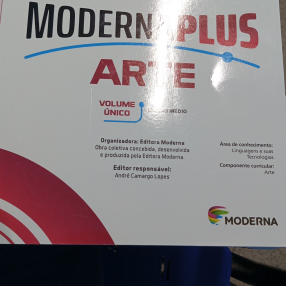 MODERNA PLUS
ARTE
VOLUME
ÚNICO
MÉDIO
Organizadora: Editora Moderna
Obra coletiva concebida, desenvolvida
e produzida pela Editora Moderna.
Editor responsável:
André Camargo Lopes
Área de conhecimento:
Linguagens e suas
Tecnologias
Componente curricular:
Arte
MODERNA